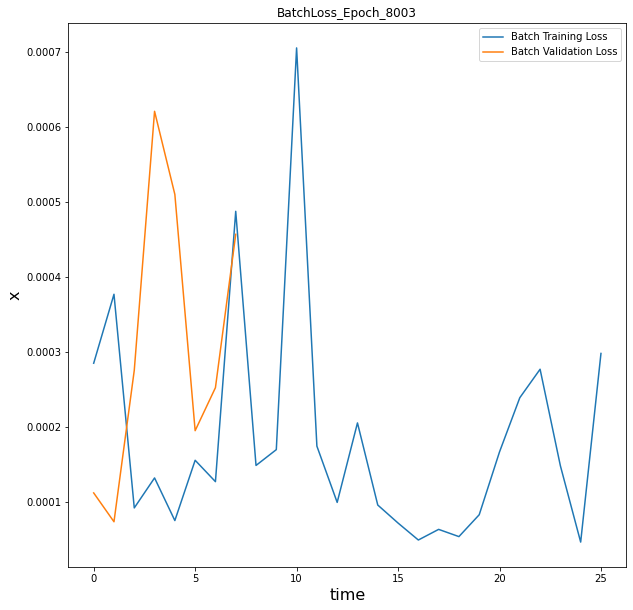 BatchLoss_Epoch_8003
Batch Training Loss
Batch Validation Loss
0.0007
0.0006
0.0005
0.0004
0.0003
0.0002
0.0001
x
0 5 10 15 20 25
time